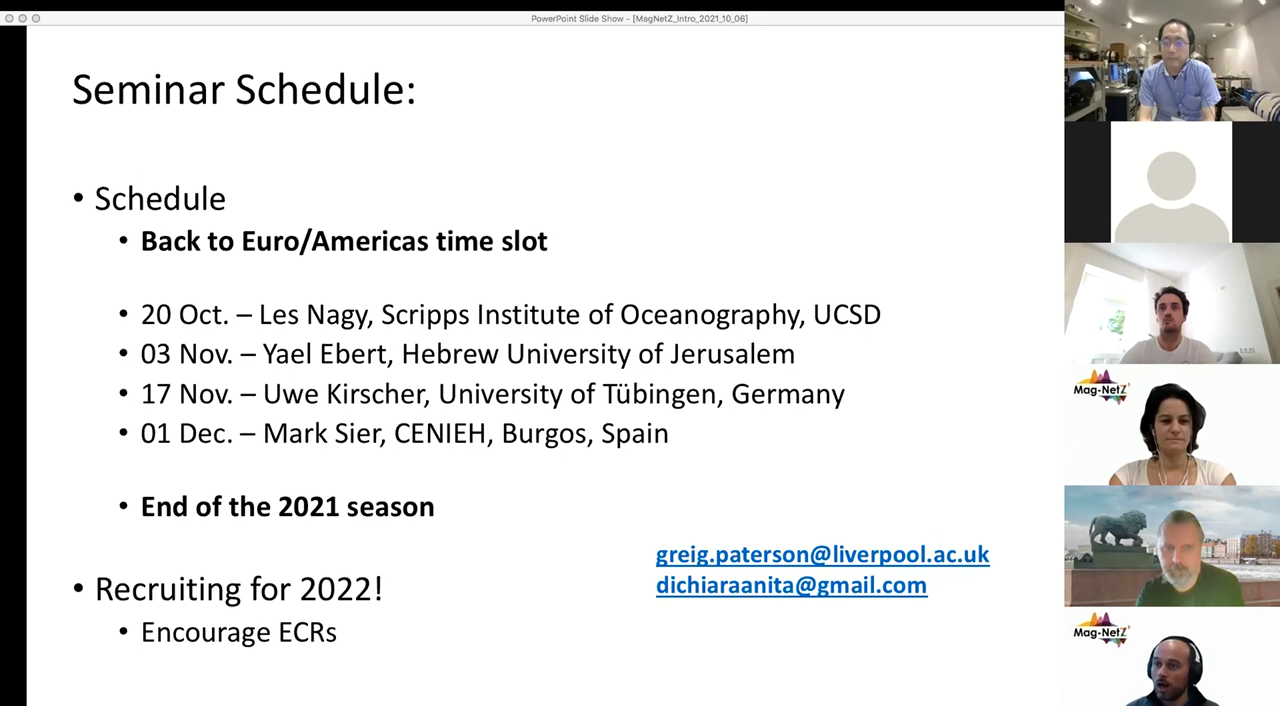 PowerPoint Slide Show - [MagNetZ_Intro_2021_10_06]
Seminar Schedule:
• Schedule
• Back to Euro/Americas time slot
• 20 Oct. – Les Nagy, Scripps Institute of Oceanography, UCSD
• 03 Nov. – Yael Ebert, Hebrew University of Jerusalem
• 17 Nov. – Uwe Kirscher, University of Tübingen, Germany
• 01 Dec. – Mark Sier, CENIEH, Burgos, Spain
• End of the 2021 season
greig.paterson@liverpool.ac.uk
dichiaraanita@gmail.com
• Recruiting for 2022!
• Encourage ECRs
Mag-NetZ
Mag-NetZ